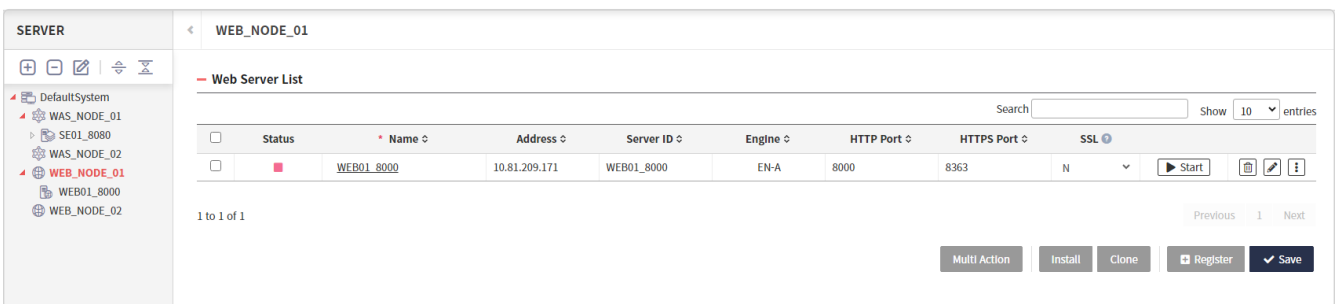 SERVER
WEB_NODE_01
DefaultSystem
WAS_NODE_01
SE01_8080
WAS_NODE_02
WEB_NODE_01
WEB01_8000
WEB_NODE_02
Web Server List
Search Show 10 entries
Status * Name Address Server ID Engine HTTP Port HTTPS Port SSL
WEB01_8000 10.81.209.171 WEB01_8000 EN-A 8000 8363 N Start
1 to 1 of 1
Previous 1 Next
Multi Action Install Clone Register Save